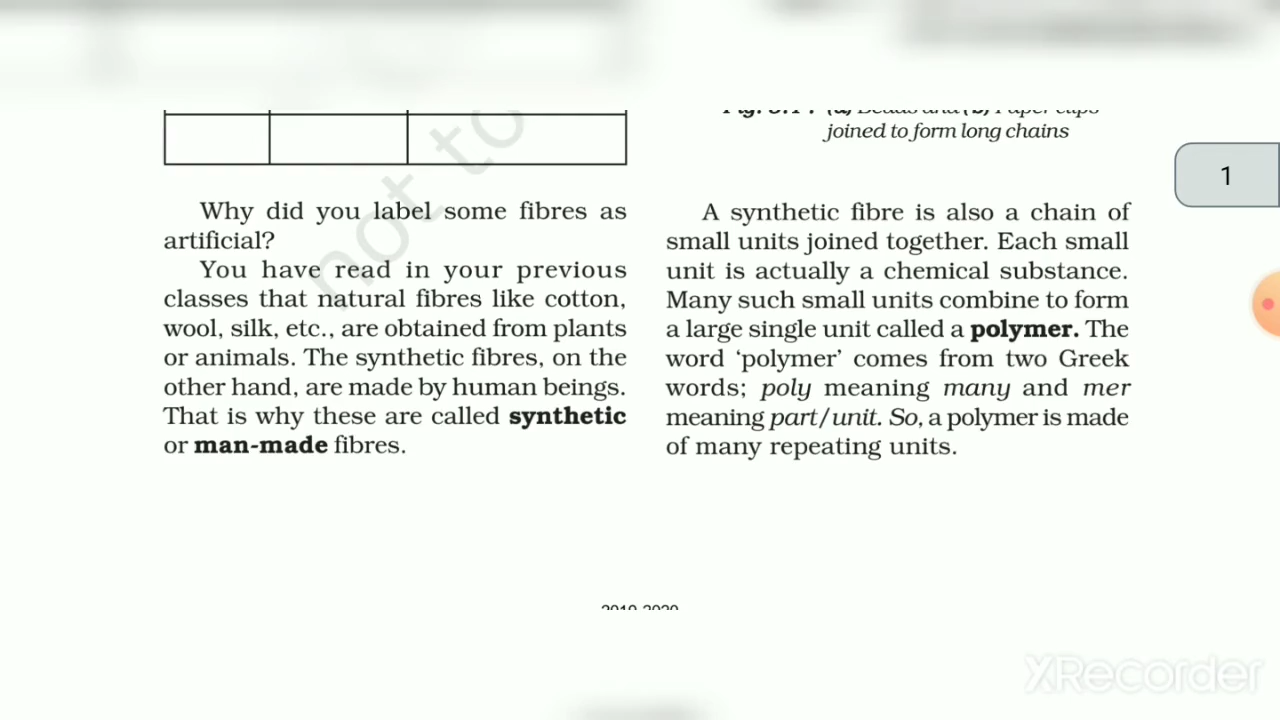 not to
Why did you label some fibres as
artificial?
You have read in your previous
classes that natural fibres like cotton,
wool, silk, etc., are obtained from plants
or animals. The synthetic fibres, on the
other hand, are made by human beings.
That is why these are called synthetic
or man-made fibres.
joined to form long chains
A synthetic fibre is also a chain of
small units joined together. Each small
unit is actually a chemical substance.
Many such small units combine to form
a large single unit called a polymer. The
word ‘polymer’ comes from two Greek
words; poly meaning many and mer
meaning part/unit. So, a polymer is made
of many repeating units.
1
2019-2020
XRecorder